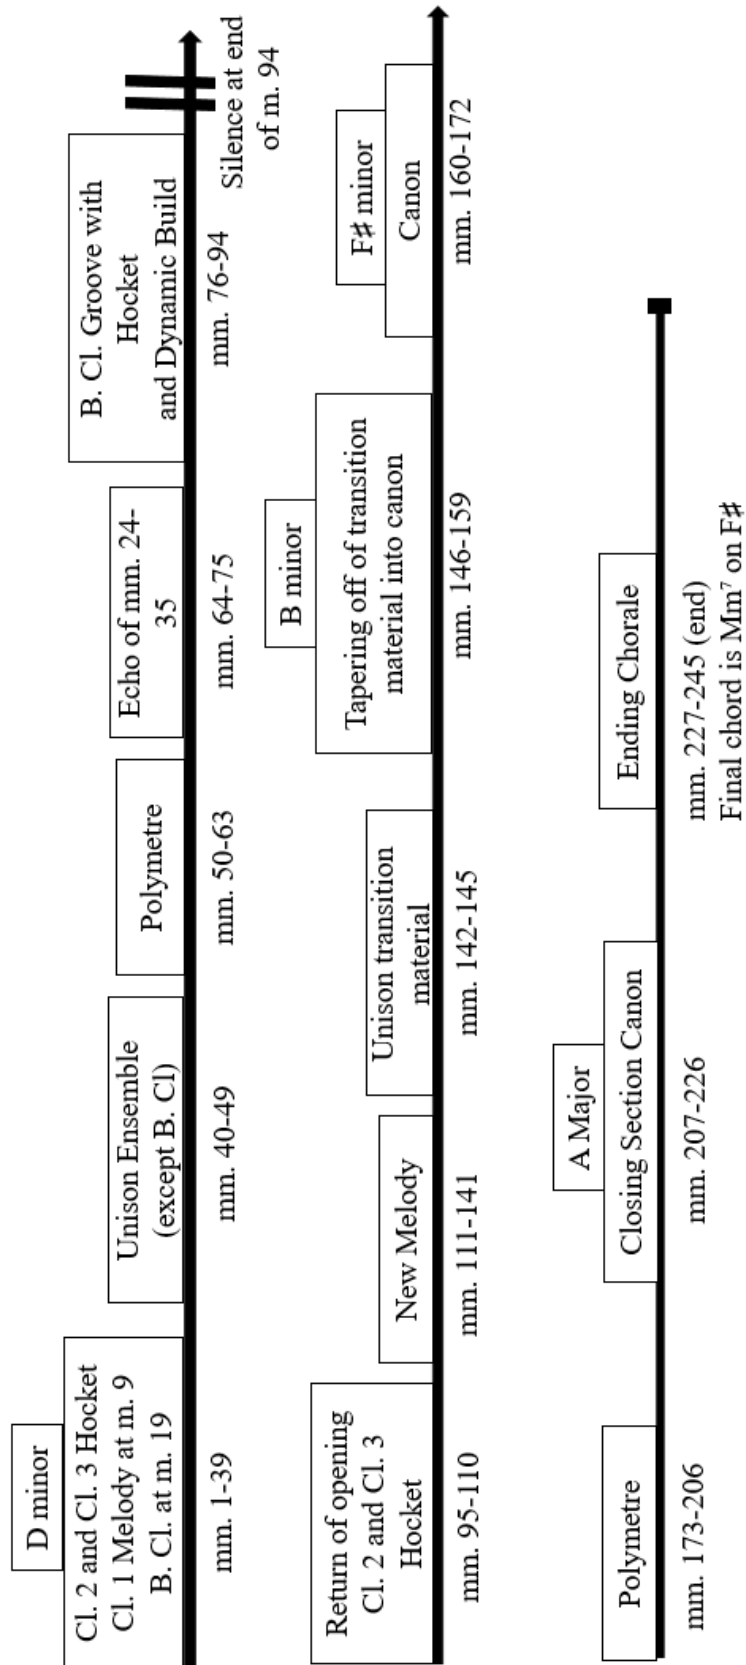 D minor
Cl. 2 and Cl. 3 Hocket
Cl. 1 Melody at m. 9
B. Cl. at m. 19
mm. 1-39
Unison Ensemble
(except B. Cl)
mm. 40-49
Polymetre
mm. 50-63
Echo of mm. 24-
35
mm. 64-75
B. Cl. Groove with
Hocket
and Dynamic Build
mm. 76-94
Silence at end
of m. 94
Return of opening
Cl. 2 and Cl. 3
Hocket
mm. 95-110
New Melody
mm. 111-141
Unison transition
material
mm. 142-145
B minor
Tapering off of transition
material into canon
mm. 146-159
F♯ minor
Canon
mm. 160-172
Polymetre
mm. 173-206
A Major
Closing Section Canon
mm. 207-226
Ending Chorale
mm. 227-245 (end)
Final chord is Mm⁷ on F♯